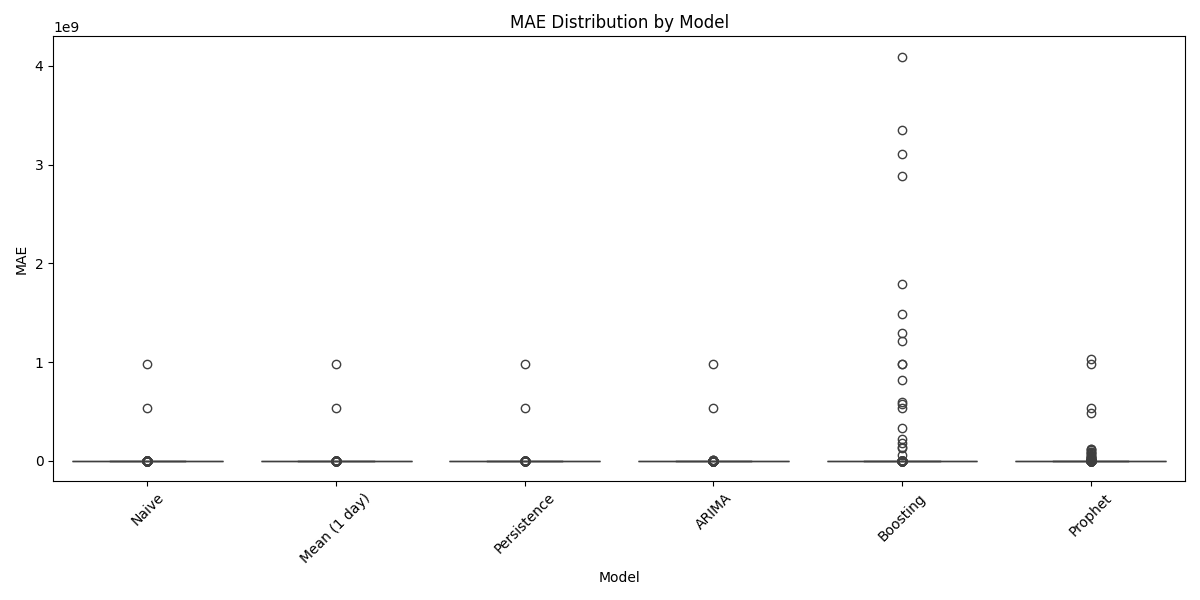 MAE Distribution by Model
1e9
4
3
2
1
0
MAE
Naive
Mean (1 day)
Persistence
ARIMA
Boosting
Prophet
Model